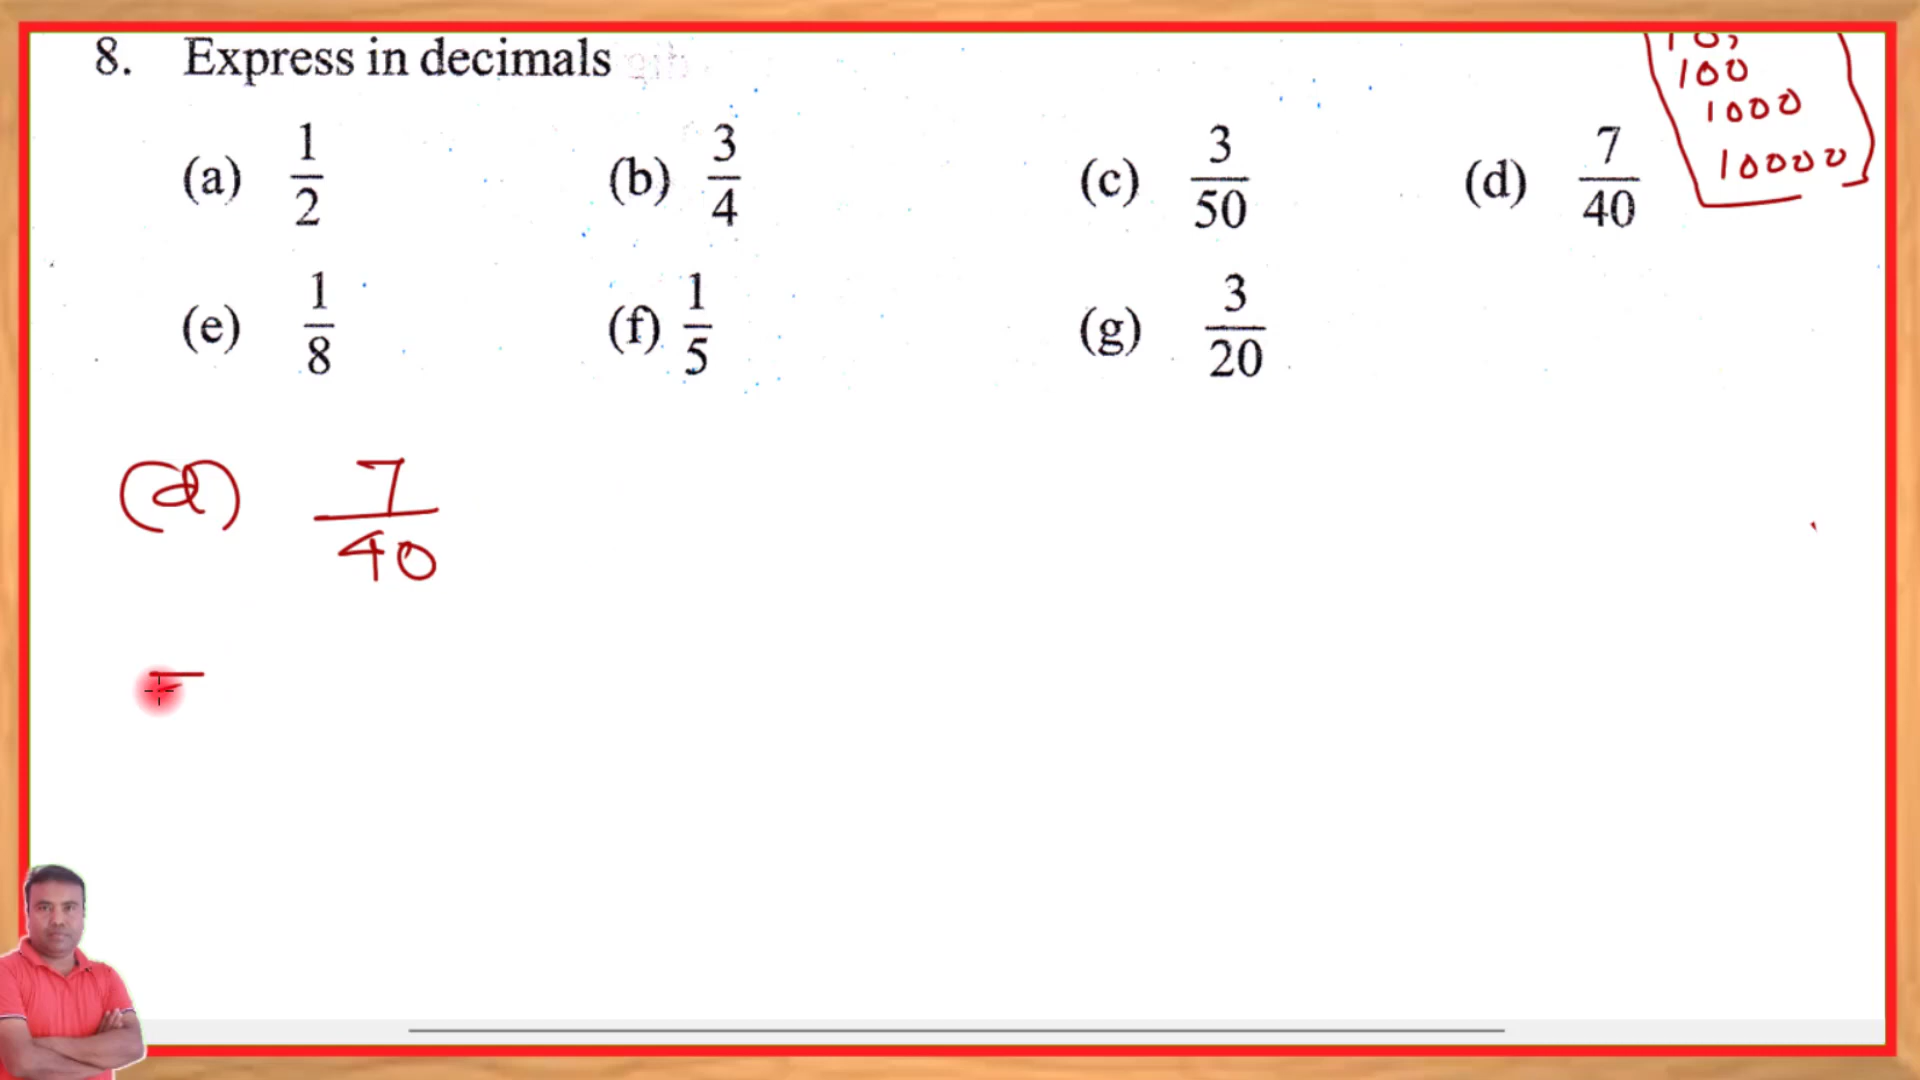 8. Express in decimals
10,
100
1000
10000
(a) 1/2 (b) 3/4 (c) 3/50 (d) 7/40
(e) 1/8 (f) 1/5 (g) 3/20
(d) 7/40
=